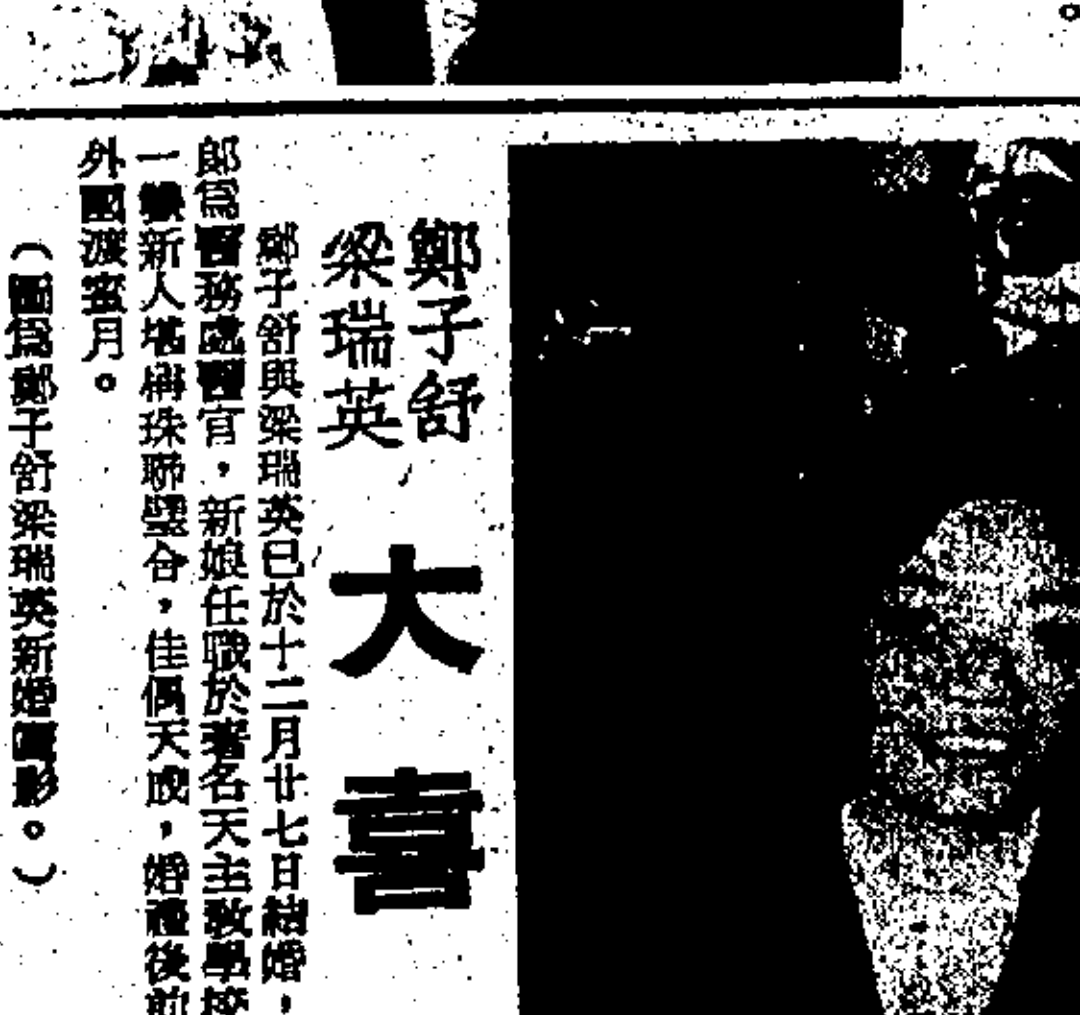 鄭子舒
梁瑞英
大喜
鄭子舒與梁瑞英已於十二月廿七日結婚，
郎為醫務處醫官，新娘任職於著名天主教學校
一雙新人堪稱珠聯璧合，佳偶天成，婚禮後前
外國渡蜜月。
（圖為鄭子舒梁瑞英新婚儷影。）